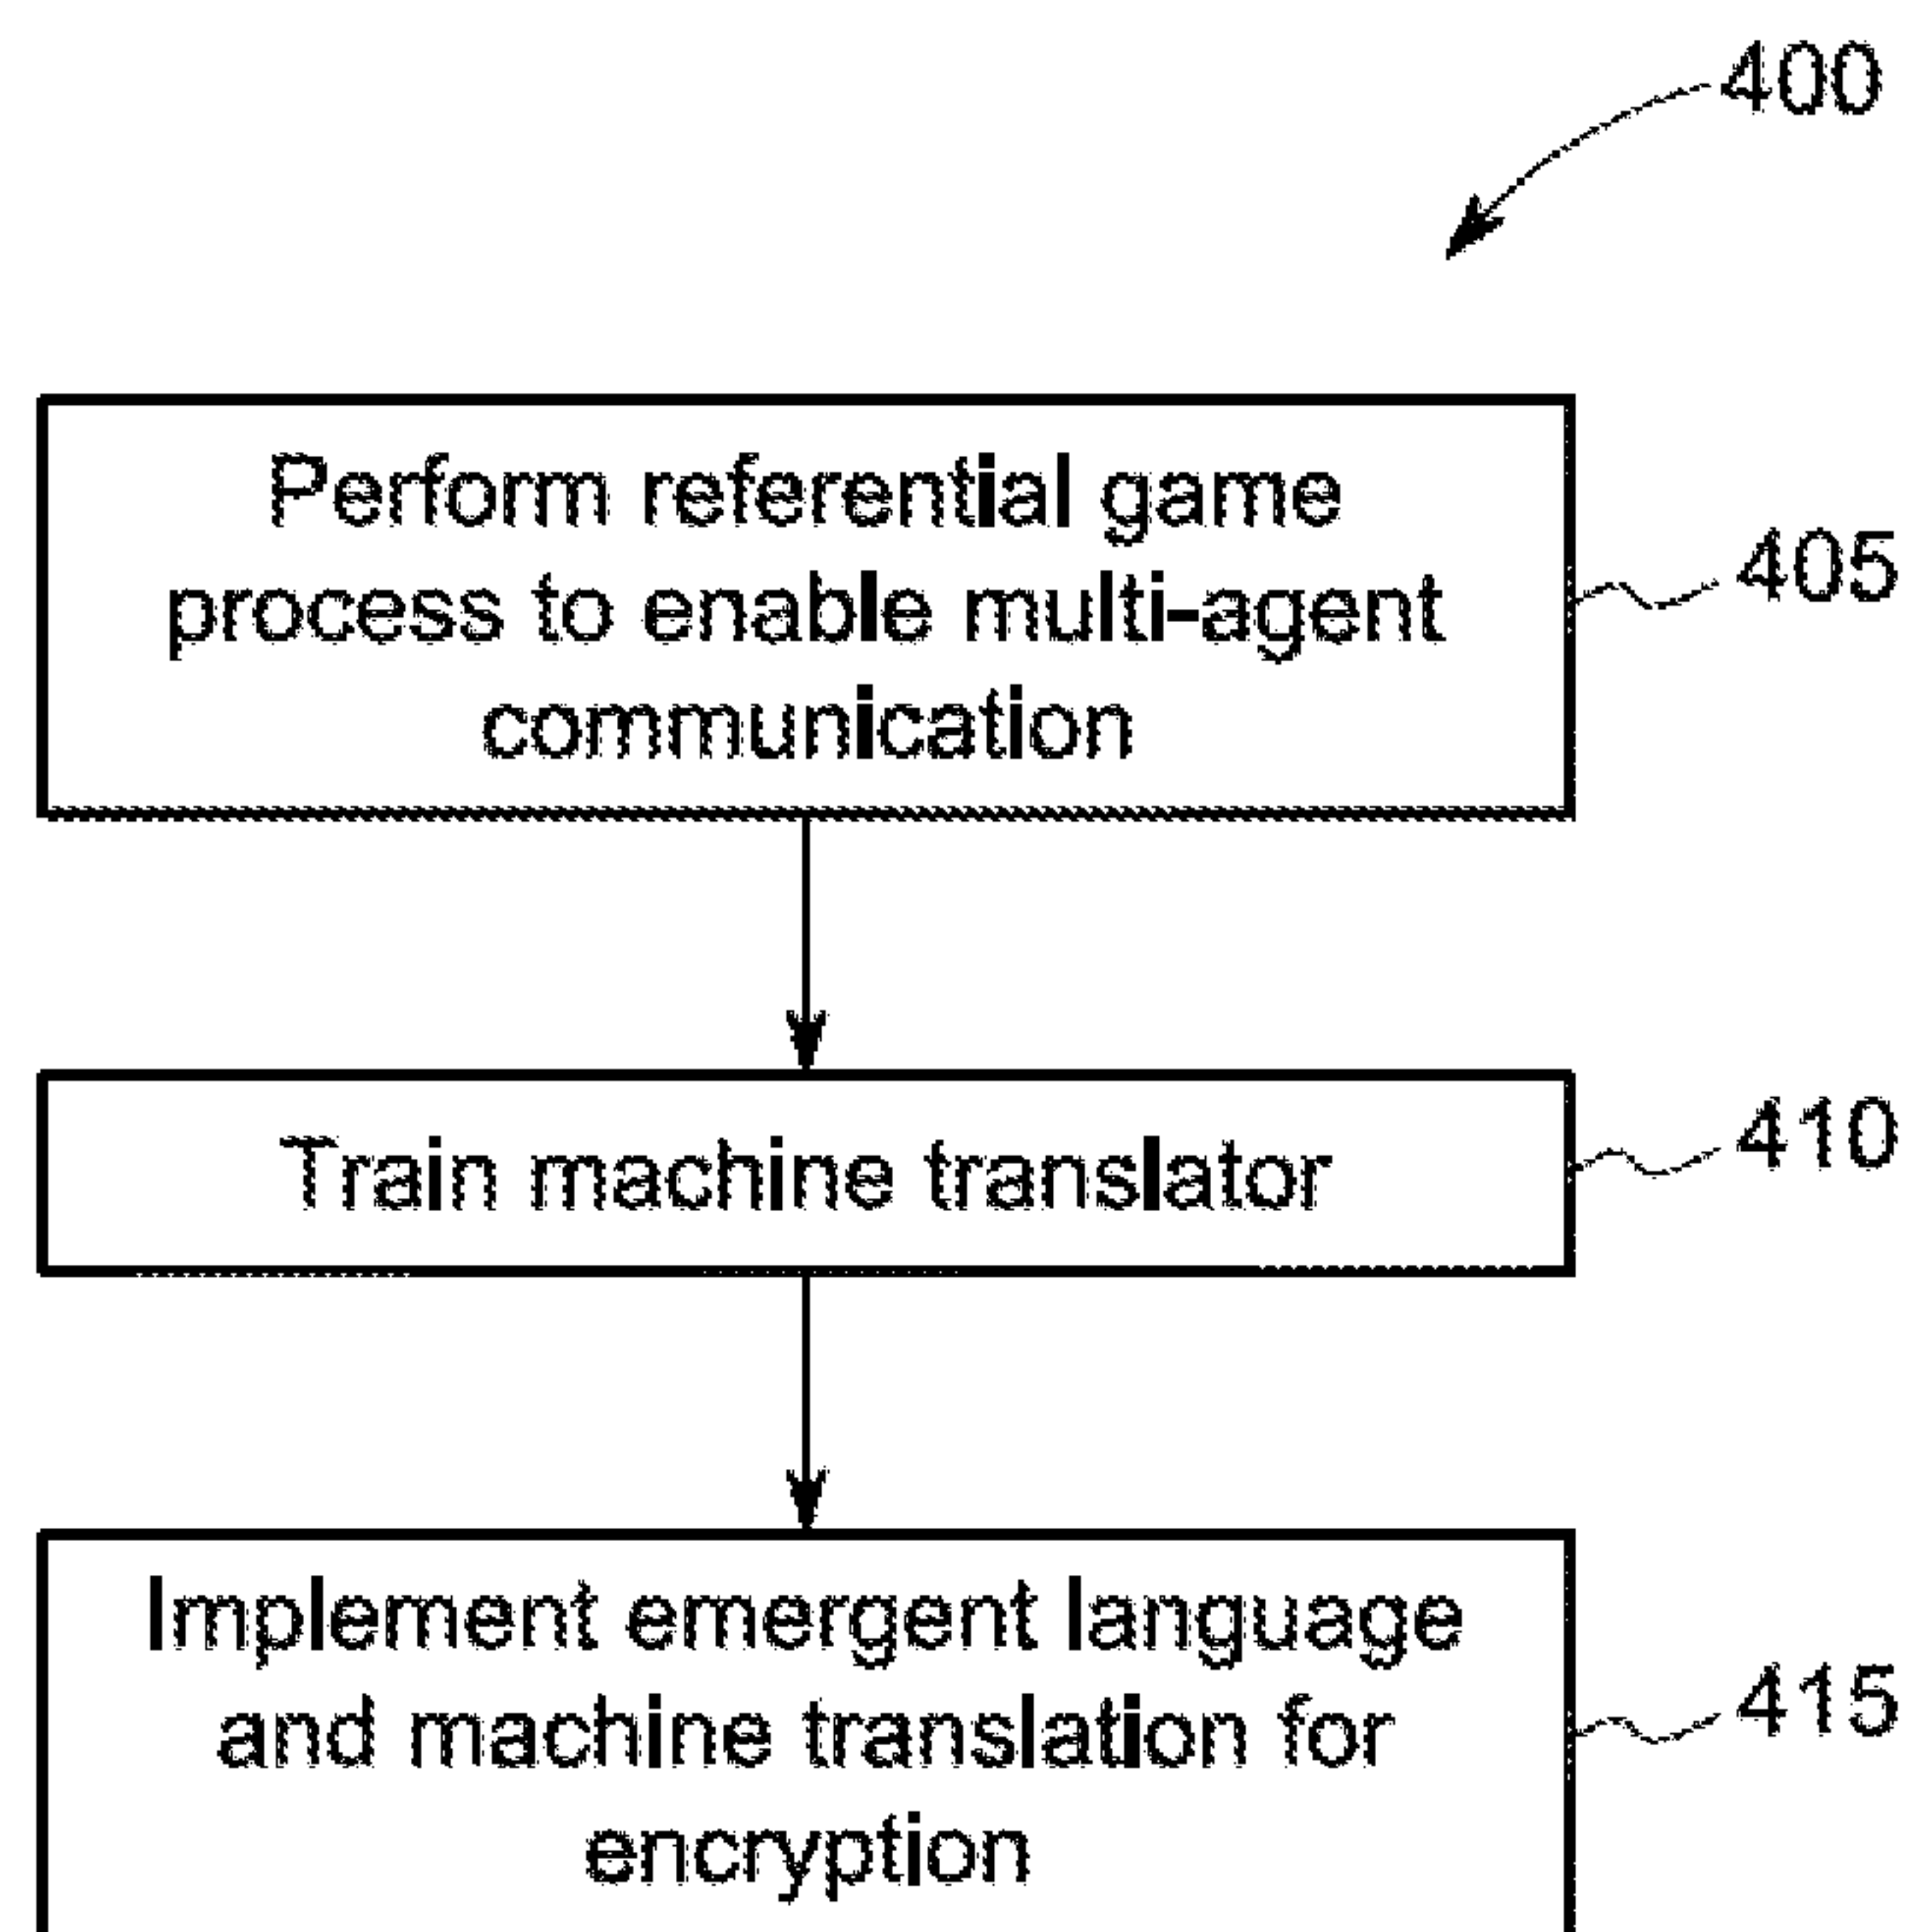 400
Perform referential game
process to enable multi-agent
communication
405
Train machine translator
410
Implement emergent language
and machine translation for
encryption
415